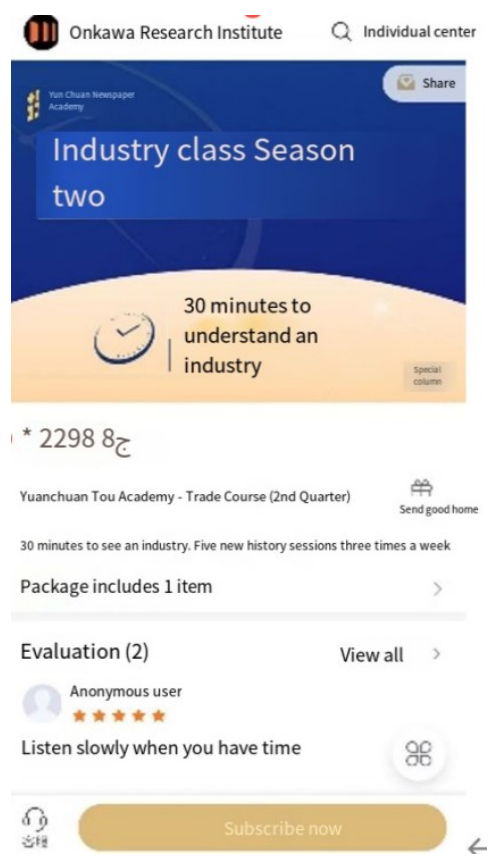 Onkawa Research Institute
Individual center
Yun Chuan Newspaper
Academy
Share
Industry class Season
two
30 minutes to
understand an
industry
Special
column
* 2298 8ج
Yuanchuan Tou Academy - Trade Course (2nd Quarter)
Send good home
30 minutes to see an industry. Five new history sessions three times a week
Package includes 1 item
Evaluation (2)
View all
Anonymous user
Listen slowly when you have time
Subscribe now